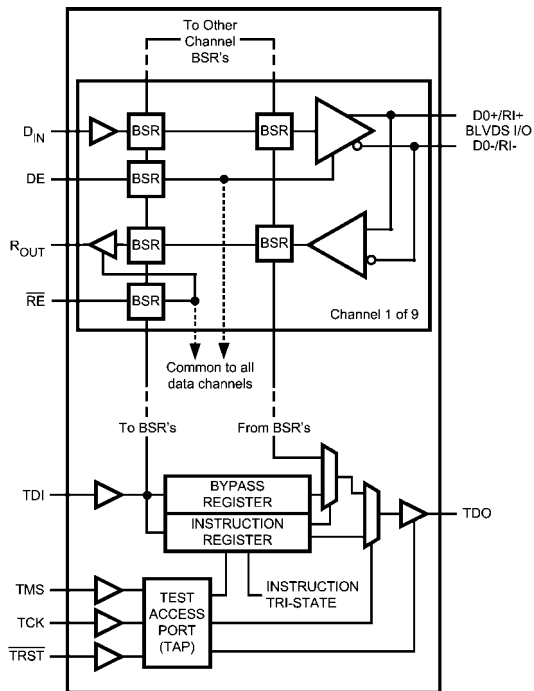 To Other
Channel
BSR's
D0+/RI+
BLVDS I/O
D0-/RI-
DIN
BSR
BSR
DE
BSR
ROUT
BSR
BSR
RE
BSR
Channel 1 of 9
Common to all
data channels
To BSR's
From BSR's
TDI
BYPASS
REGISTER
INSTRUCTION
REGISTER
TDO
TMS
TCK
TRST
TEST
ACCESS
PORT
(TAP)
INSTRUCTION
TRI-STATE